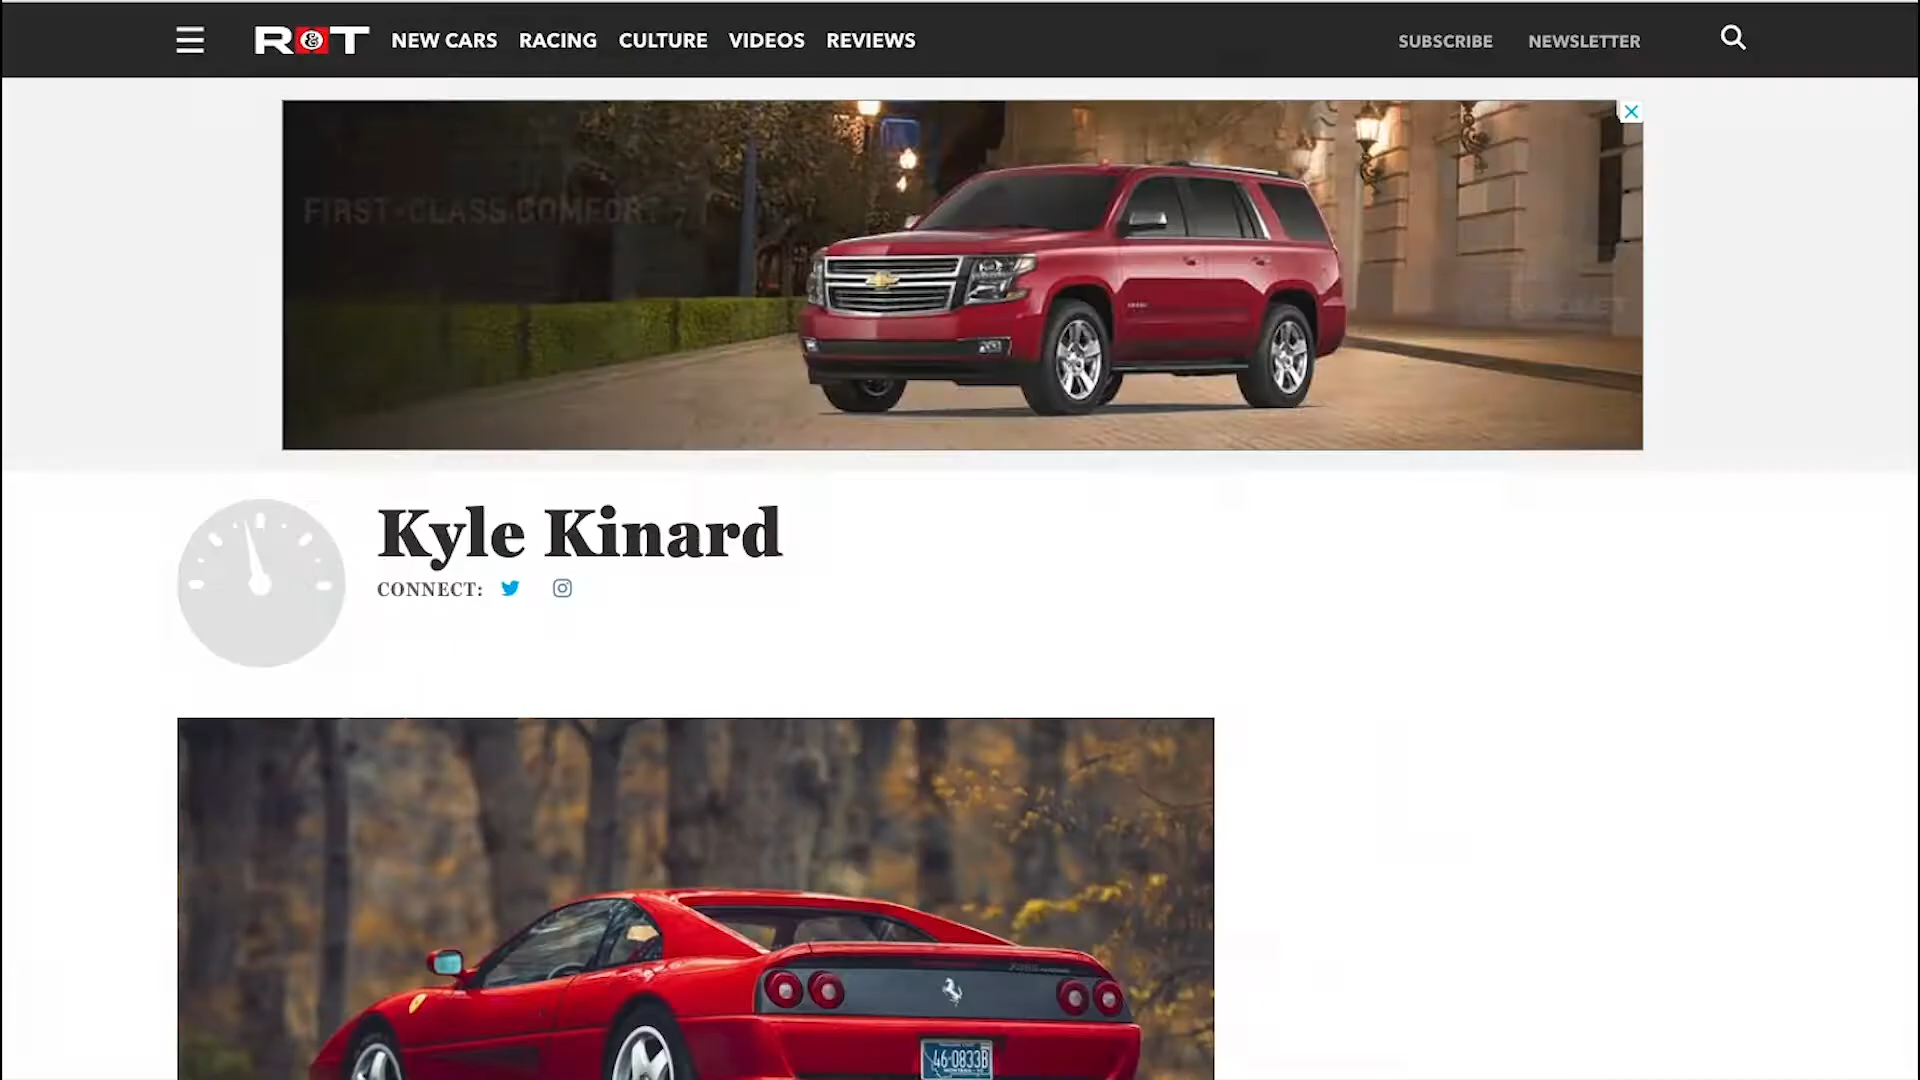 R&T NEW CARS RACING CULTURE VIDEOS REVIEWS SUBSCRIBE NEWSLETTER
FIRST-CLASS COMFORT
Kyle Kinard
CONNECT:
46-0833B